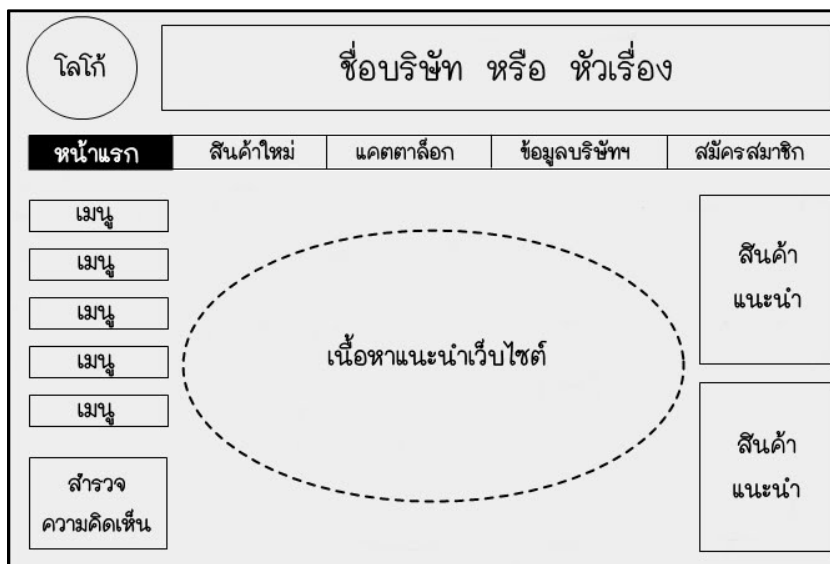 โลโก้
ชื่อบริษัท หรือ หัวเรื่อง
หน้าแรก
สินค้าใหม่
แคตตาล็อก
ข้อมูลบริษัทฯ
สมัครสมาชิก
เมนู
เมนู
เมนู
เมนู
เมนู
สำรวจ
ความคิดเห็น
เนื้อหาแนะนำเว็บไซต์
สินค้า
แนะนำ
สินค้า
แนะนำ